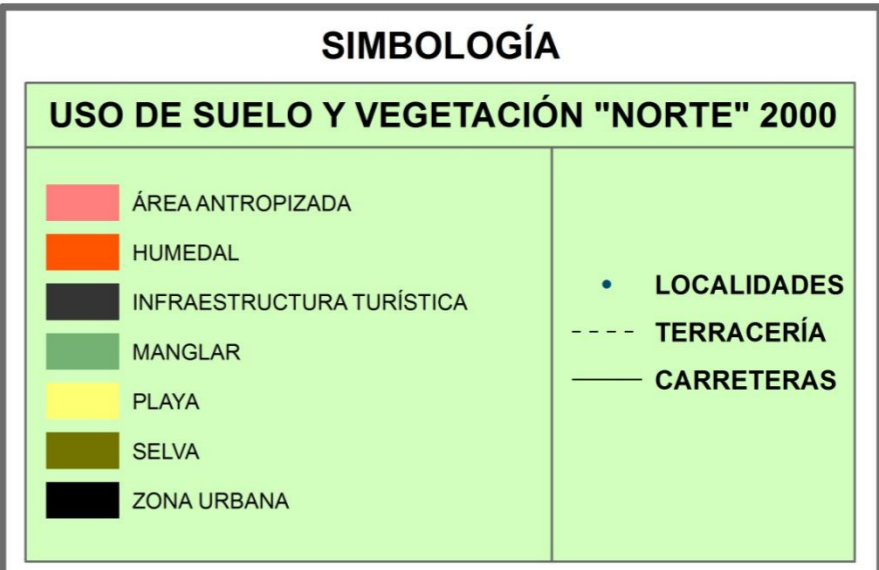 SIMBOLOGÍA
USO DE SUELO Y VEGETACIÓN "NORTE" 2000
ÁREA ANTROPIZADA
HUMEDAL
INFRAESTRUCTURA TURÍSTICA
MANGLAR
PLAYA
SELVA
ZONA URBANA
LOCALIDADES
TERRACERÍA
CARRETERAS